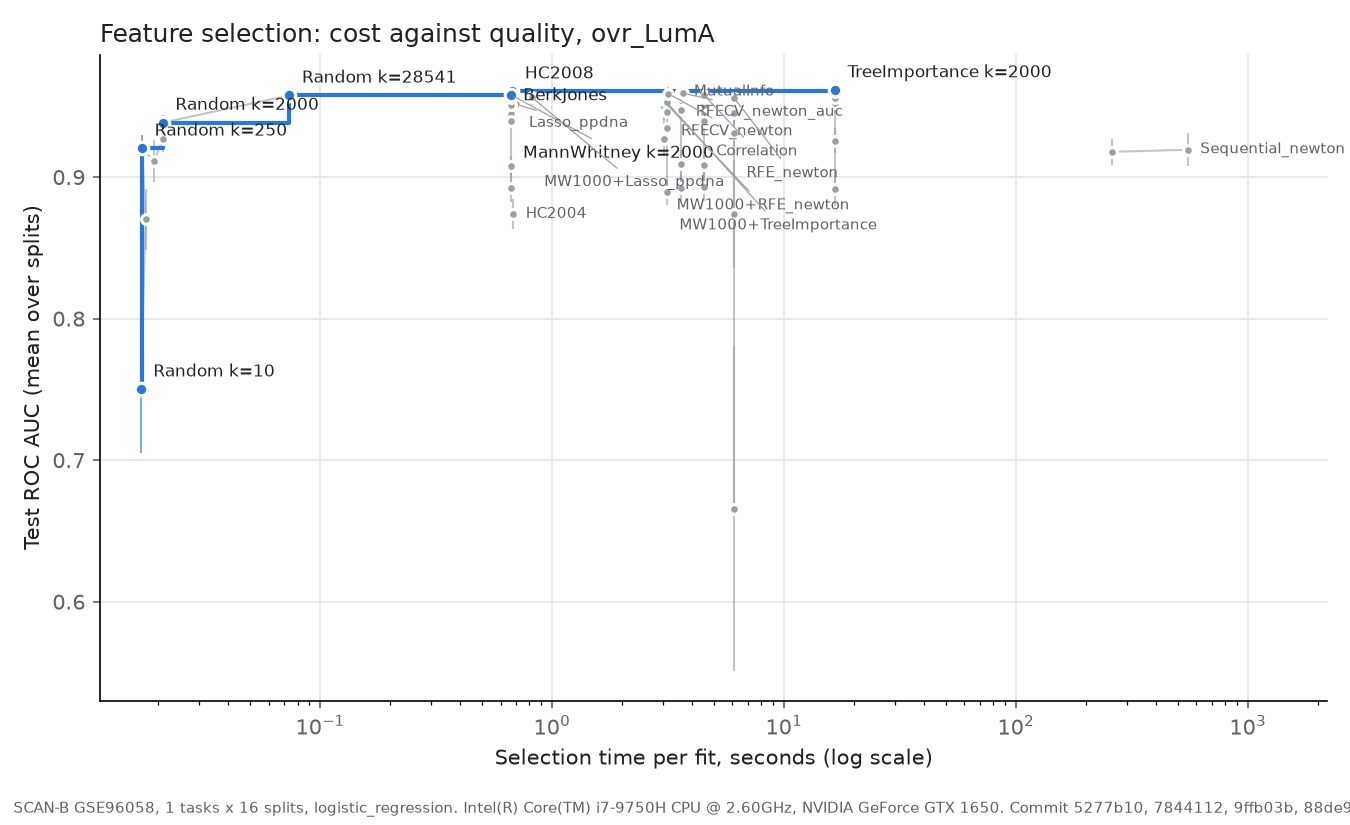 Feature selection: cost against quality, ovr_LumA
Random k=28541
HC2008
TreeImportance k=2000
MutualInfo
BerkJones
Random k=2000
RFECV_newton_auc
Lasso_ppdna
Random k=250
RFECV_newton
Sequential_newton
MannWhitney k=2000
Correlation
RFE_newton
MW1000+Lasso_ppdna
MW1000+RFE_newton
HC2004
MW1000+TreeImportance
Random k=10
0.9
0.8
0.7
0.6
Test ROC AUC (mean over splits)
10⁻¹ 10⁰ 10¹ 10² 10³
Selection time per fit, seconds (log scale)
SCAN-B GSE96058, 1 tasks x 16 splits, logistic_regression. Intel(R) Core(TM) i7-9750H CPU @ 2.60GHz, NVIDIA GeForce GTX 1650. Commit 5277b10, 7844112, 9ffb03b, 88de9